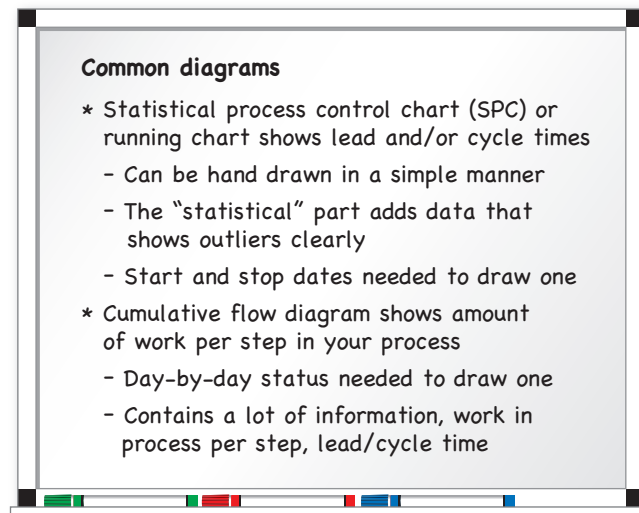 Common diagrams
* Statistical process control chart (SPC) or
running chart shows lead and/or cycle times
- Can be hand drawn in a simple manner
- The “statistical” part adds data that
shows outliers clearly
- Start and stop dates needed to draw one
* Cumulative flow diagram shows amount
of work per step in your process
- Day-by-day status needed to draw one
- Contains a lot of information, work in
process per step, lead/cycle time